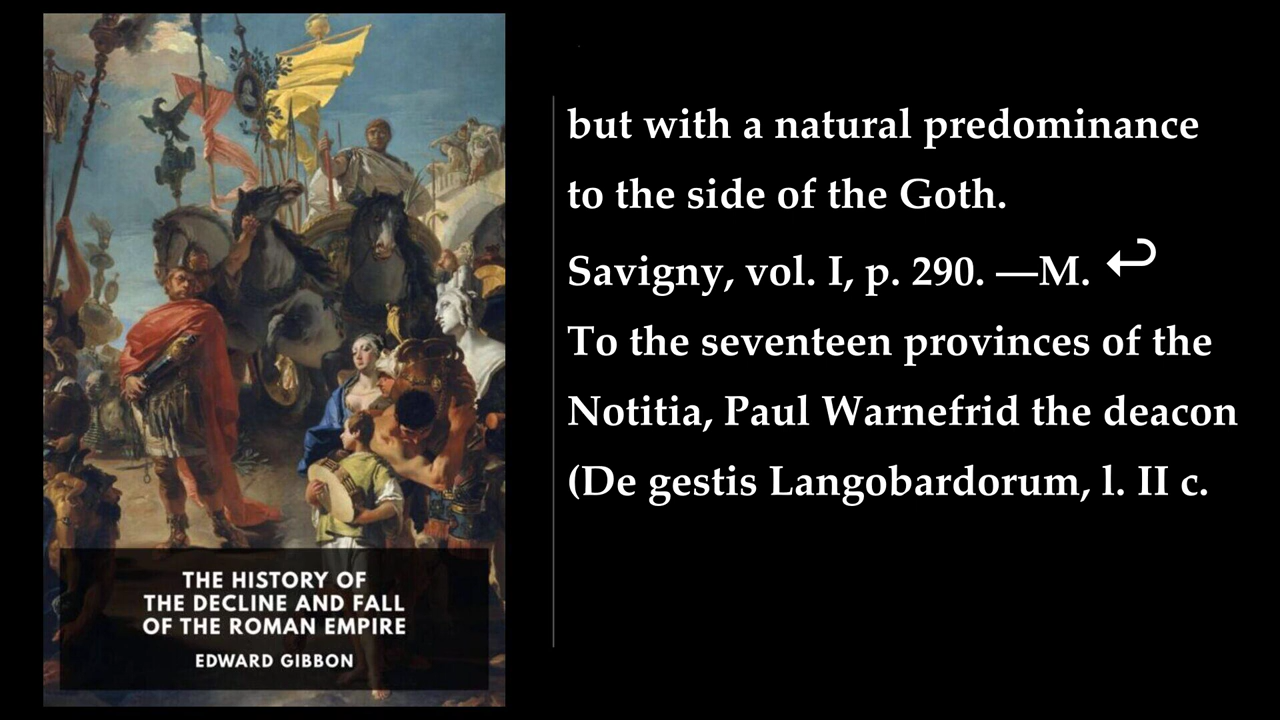 THE HISTORY OF
THE DECLINE AND FALL
OF THE ROMAN EMPIRE
EDWARD GIBBON
but with a natural predominance
to the side of the Goth.
Savigny, vol. I, p. 290. —M. ↩
To the seventeen provinces of the
Notitia, Paul Warnefrid the deacon
(De gestis Langobardorum, l. II c.